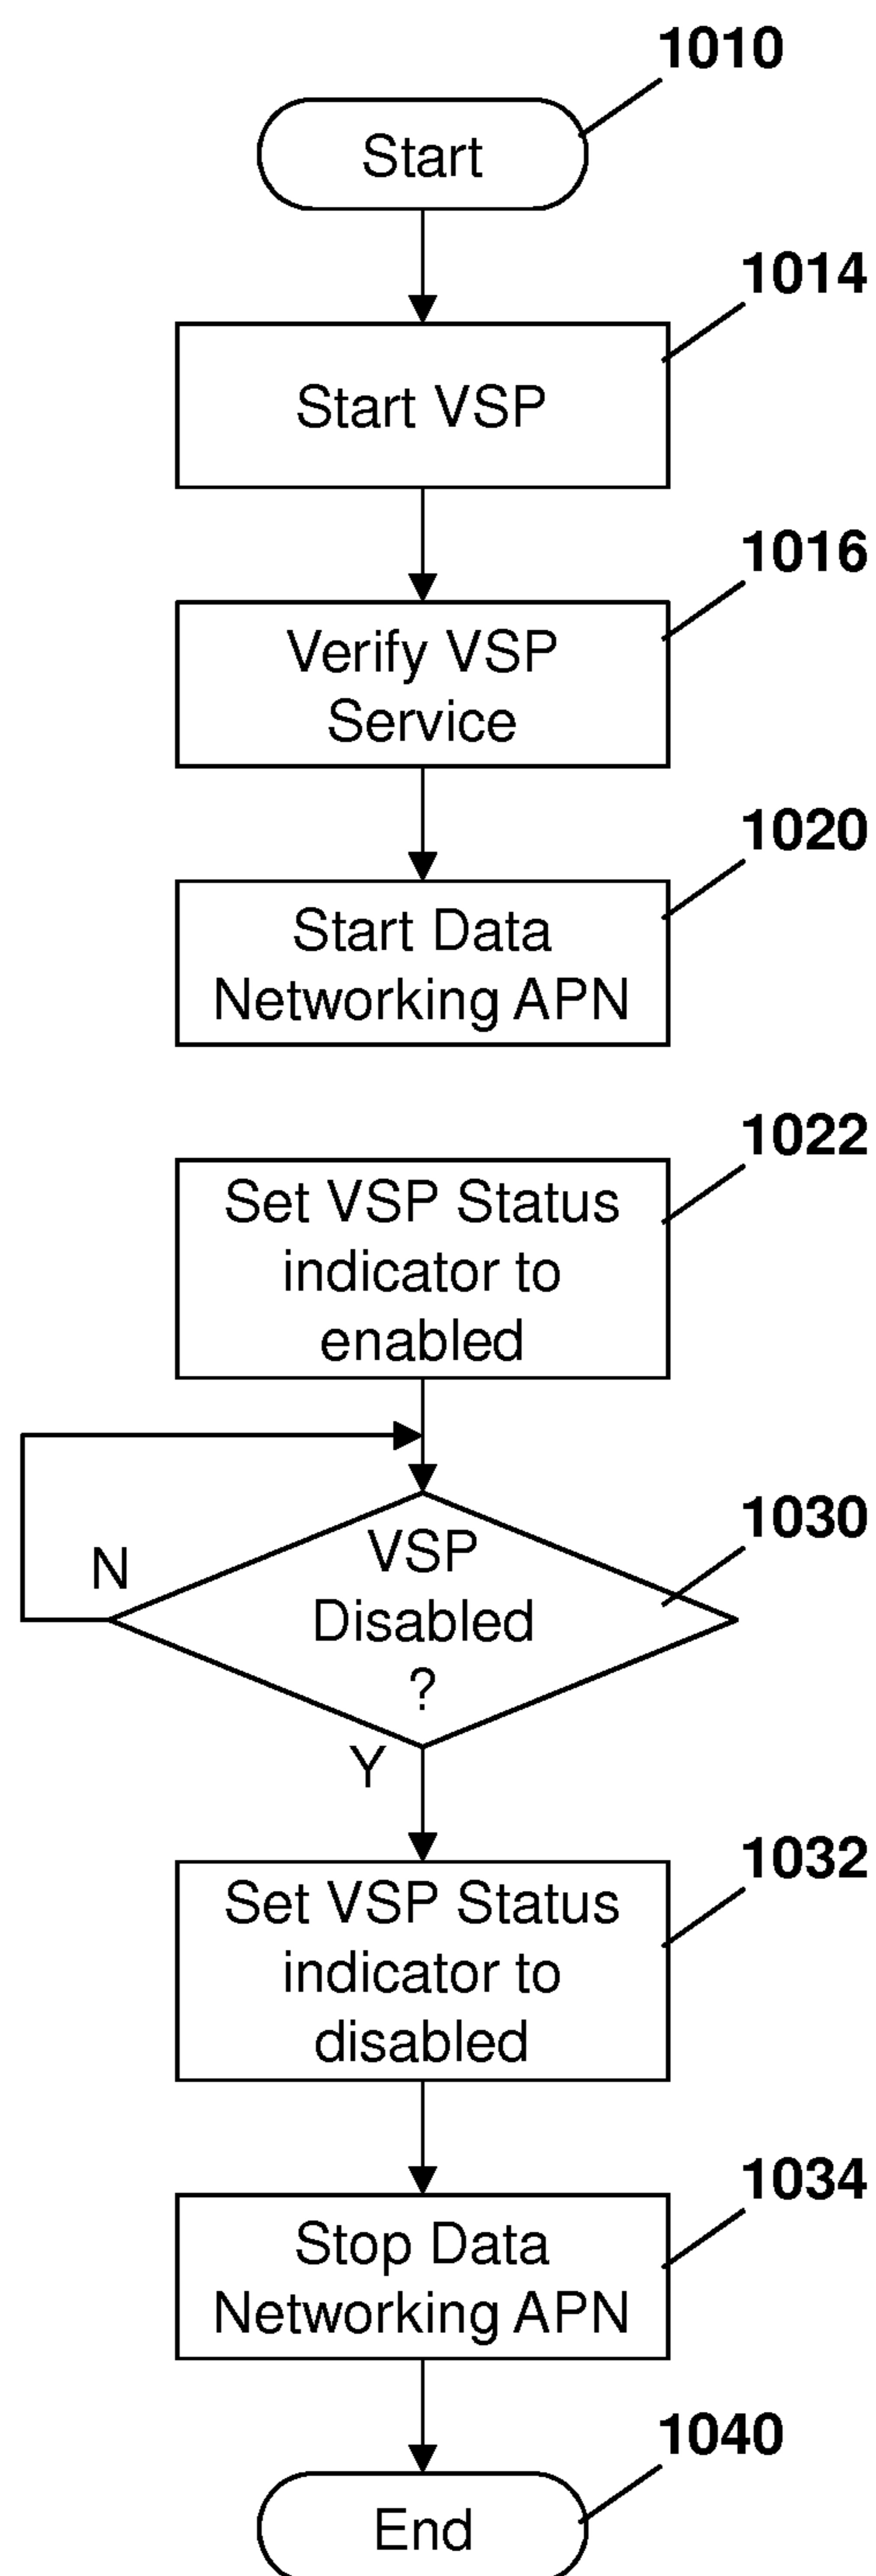 1010
Start
1014
Start VSP
1016
Verify VSP
Service
1020
Start Data
Networking APN
1022
Set VSP Status
indicator to
enabled
1030
VSP
Disabled
?
N
Y
1032
Set VSP Status
indicator to
disabled
1034
Stop Data
Networking APN
1040
End